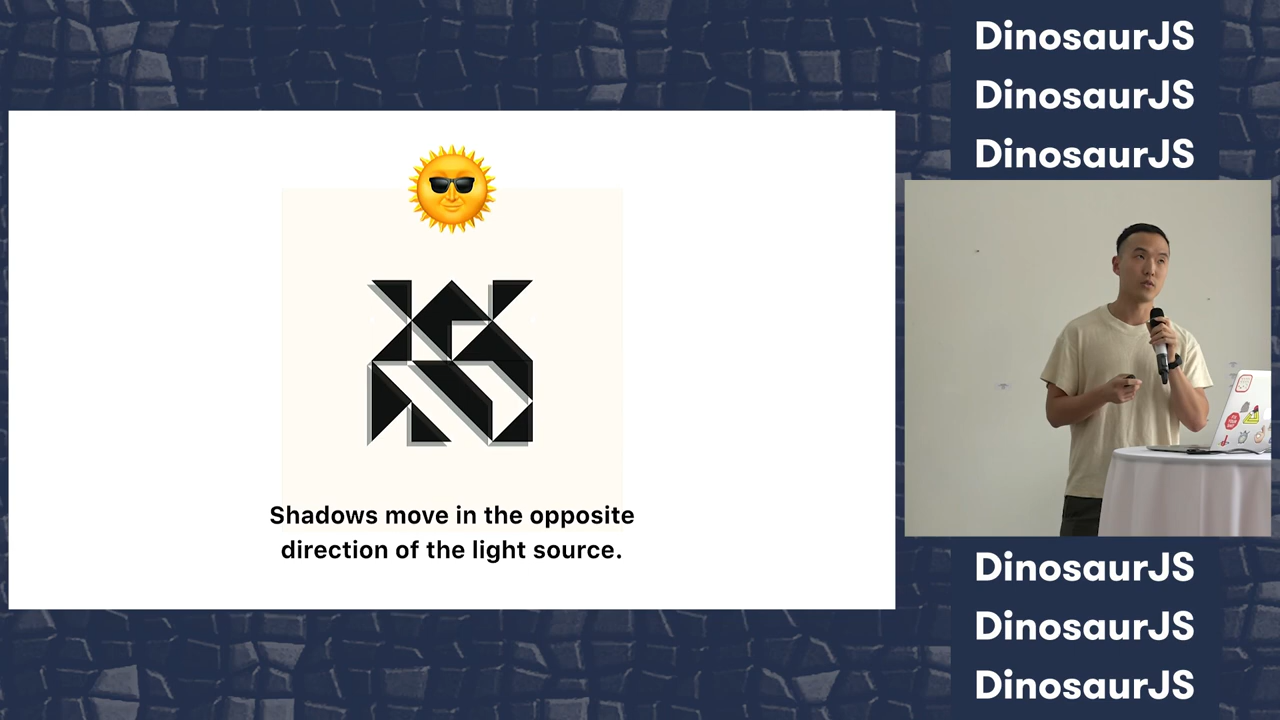 DinosaurJS
DinosaurJS
DinosaurJS
Shadows move in the opposite
direction of the light source.
DinosaurJS
DinosaurJS
DinosaurJS